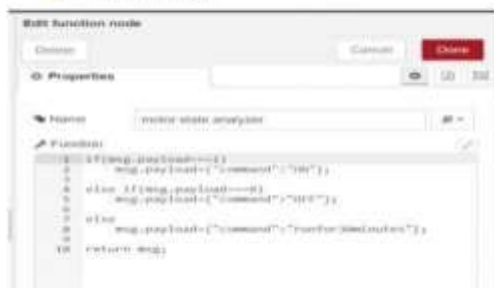 Edit function node
Delete
Cancel
Done
Properties
Name
motor state analyzer
Function
1 if(msg.payload===1)
2 msg.payload={"command":"ON"};
3
4 else if(msg.payload===0)
5 msg.payload={"command":"OFF"};
6
7 else
8 msg.payload={"command":"runfor30minutes"};
9
10 return msg;